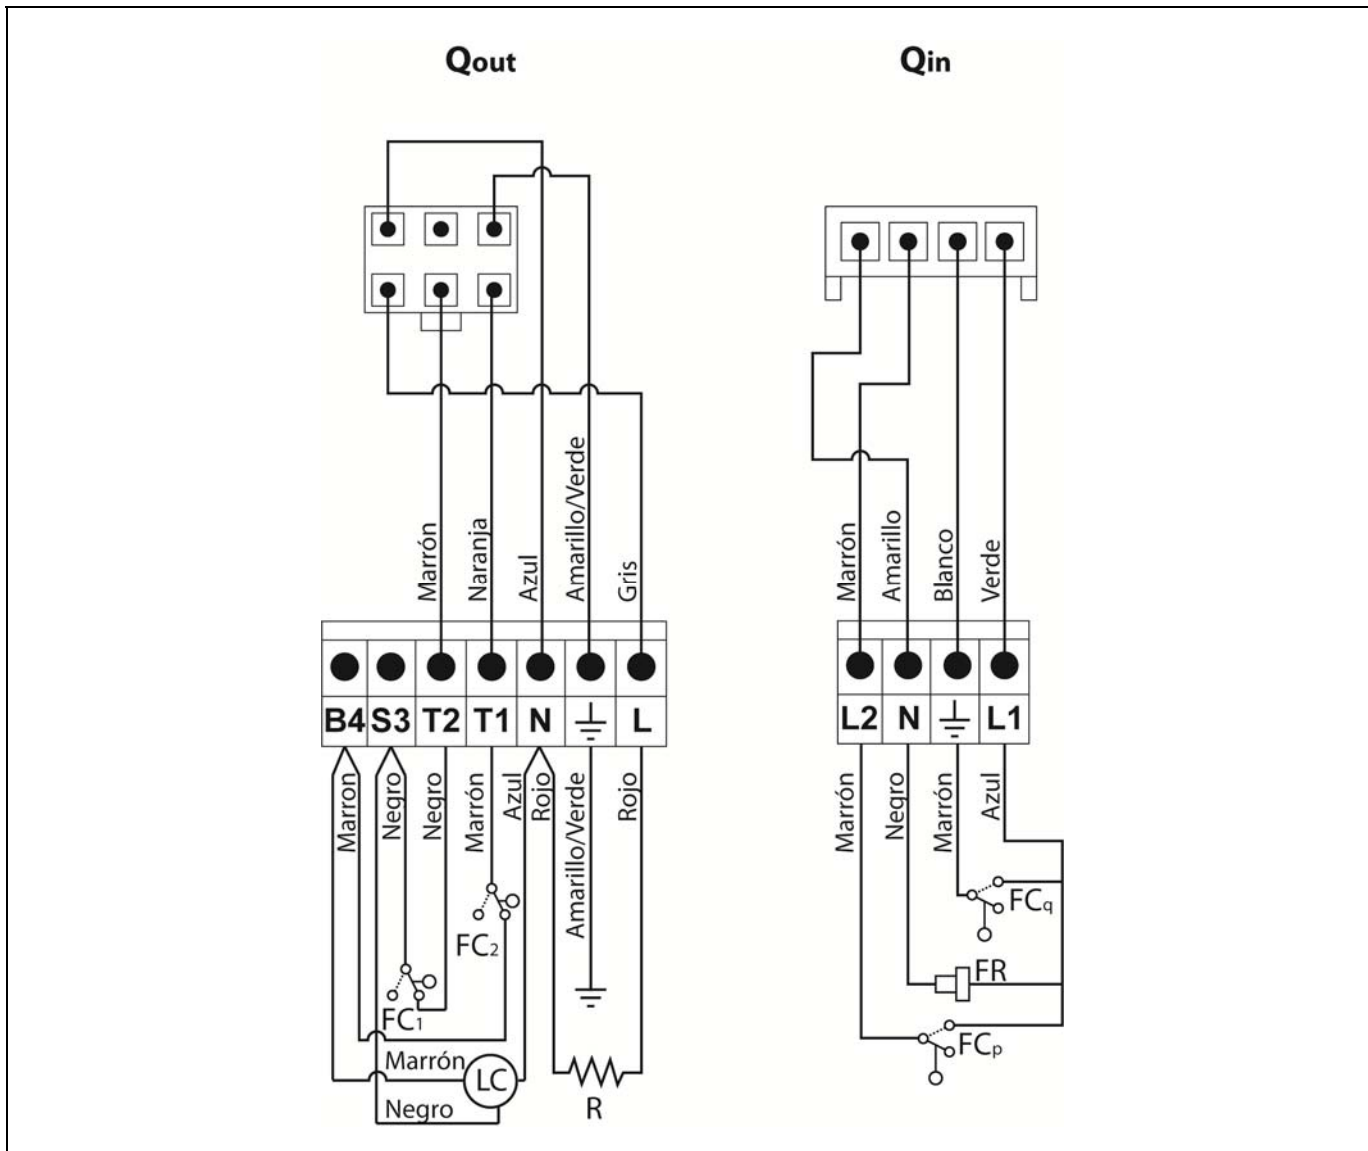 Qout
Qin
Marrón
Naranja
Azul
Amarillo/Verde
Gris
Marrón
Amarillo
Blanco
Verde
B4 S3 T2 T1 N L
L2 N L1
Marron
Negro
Negro
Marrón
Azul
Rojo
Amarillo/Verde
Rojo
Marrón
Negro
Marrón
Azul
FC2
FC1
Marrón
LC
Negro
R
FCq
FR
FCp